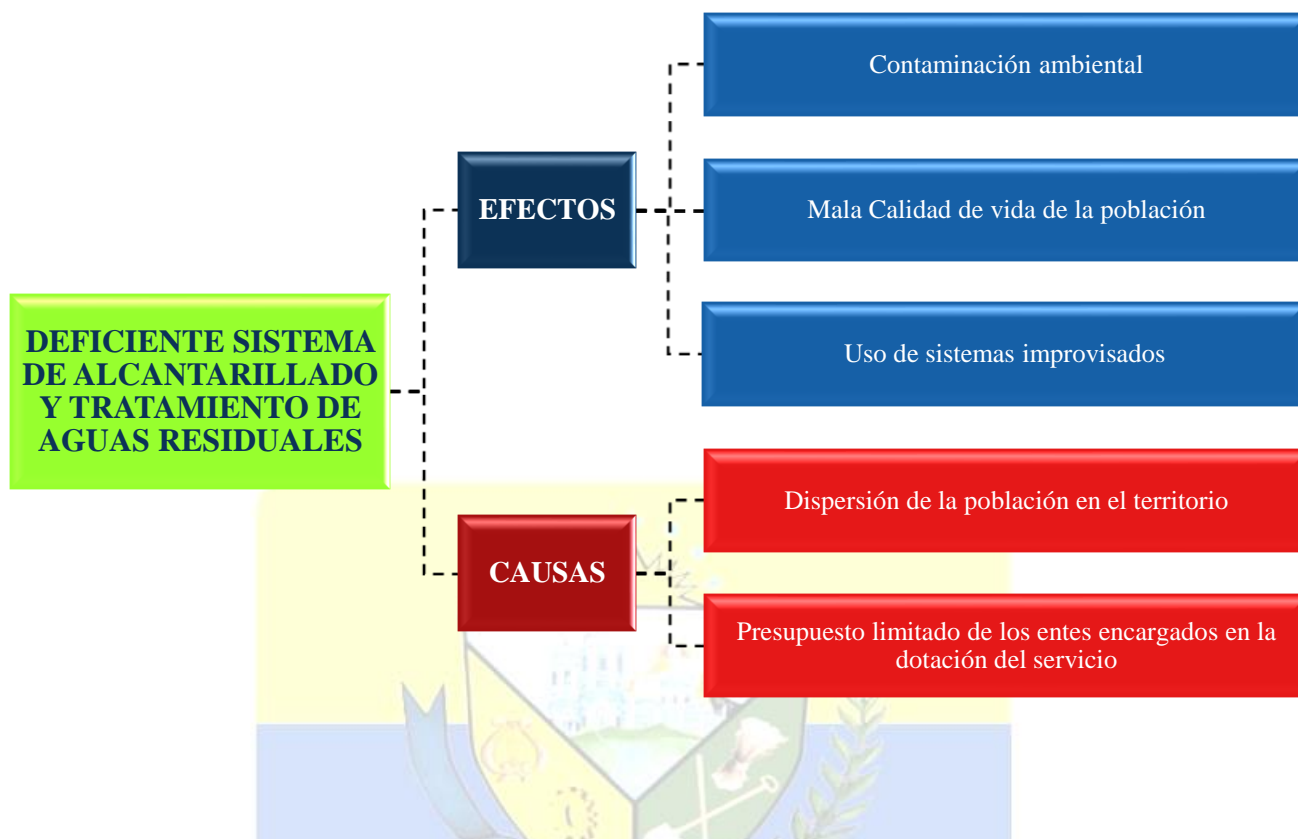 DEFICIENTE SISTEMA
DE ALCANTARILLADO
Y TRATAMIENTO DE
AGUAS RESIDUALES
EFECTOS
Contaminación ambiental
Mala Calidad de vida de la población
Uso de sistemas improvisados
CAUSAS
Dispersión de la población en el territorio
Presupuesto limitado de los entes encargados en la
dotación del servicio